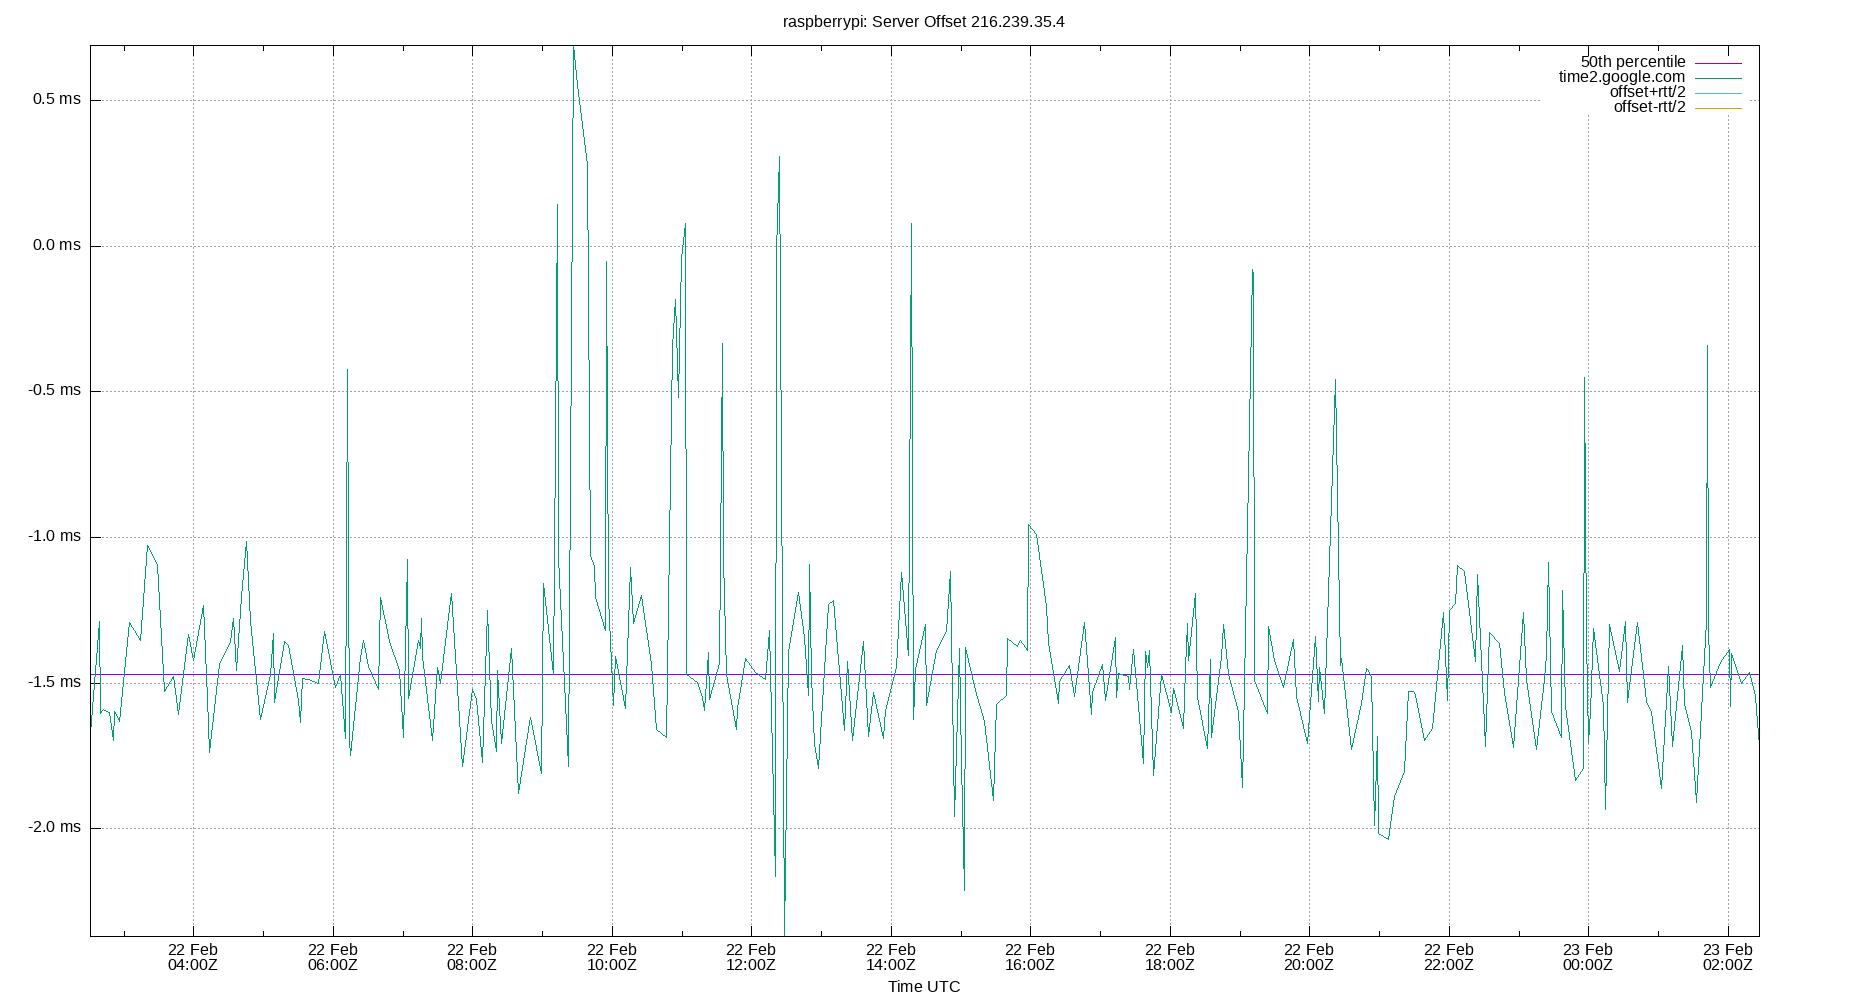 raspberrypi: Server Offset 216.239.35.4
50th percentile
time2.google.com
offset+rtt/2
offset-rtt/2
0.5 ms
0.0 ms
-0.5 ms
-1.0 ms
-1.5 ms
-2.0 ms
22 Feb 22 Feb 22 Feb 22 Feb 22 Feb 22 Feb 22 Feb 22 Feb 22 Feb 22 Feb 23 Feb 23 Feb
04:00Z 06:00Z 08:00Z 10:00Z 12:00Z 14:00Z 16:00Z 18:00Z 20:00Z 22:00Z 00:00Z 02:00Z
Time UTC